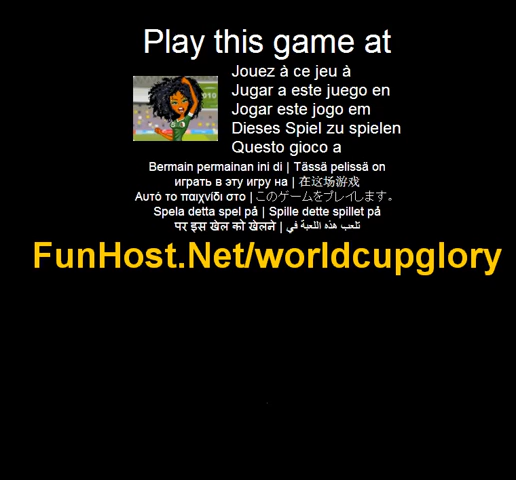 Play this game at
Jouez à ce jeu à
Jugar a este juego en
Jogar este jogo em
Dieses Spiel zu spielen
Questo gioco a
Bermain permainan ini di | Tässä pelissä on
играть в эту игру на | 在这场游戏
Αυτό το παιχνίδι στο | このゲームをプレイします。
Spela detta spel på | Spille dette spillet på
पर इस खेल को खेलने | تلعب هذه اللعبة في
FunHost.Net/worldcupglory